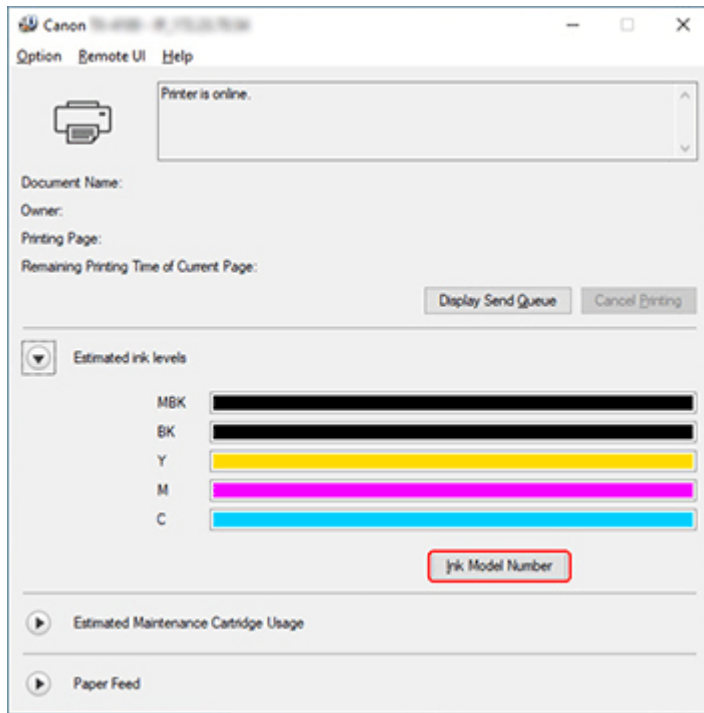 Canon
Option Remote UI Help
Printer is online.
Document Name:
Owner:
Printing Page:
Remaining Printing Time of Current Page:
Display Send Queue Cancel Printing
Estimated ink levels
MBK
BK
Y
M
C
Ink Model Number
Estimated Maintenance Cartridge Usage
Paper Feed